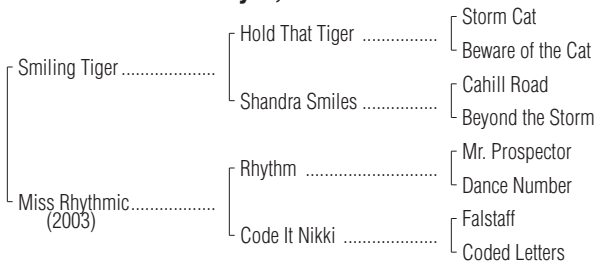 Storm Cat
Hold That Tiger ................
Beware of the Cat
Smiling Tiger ....................
Cahill Road
Shandra Smiles ................
Beyond the Storm
Mr. Prospector
Rhythm ............................
Dance Number
Miss Rhythmic..................
(2003)
Falstaff
Code It Nikki ....................
Coded Letters